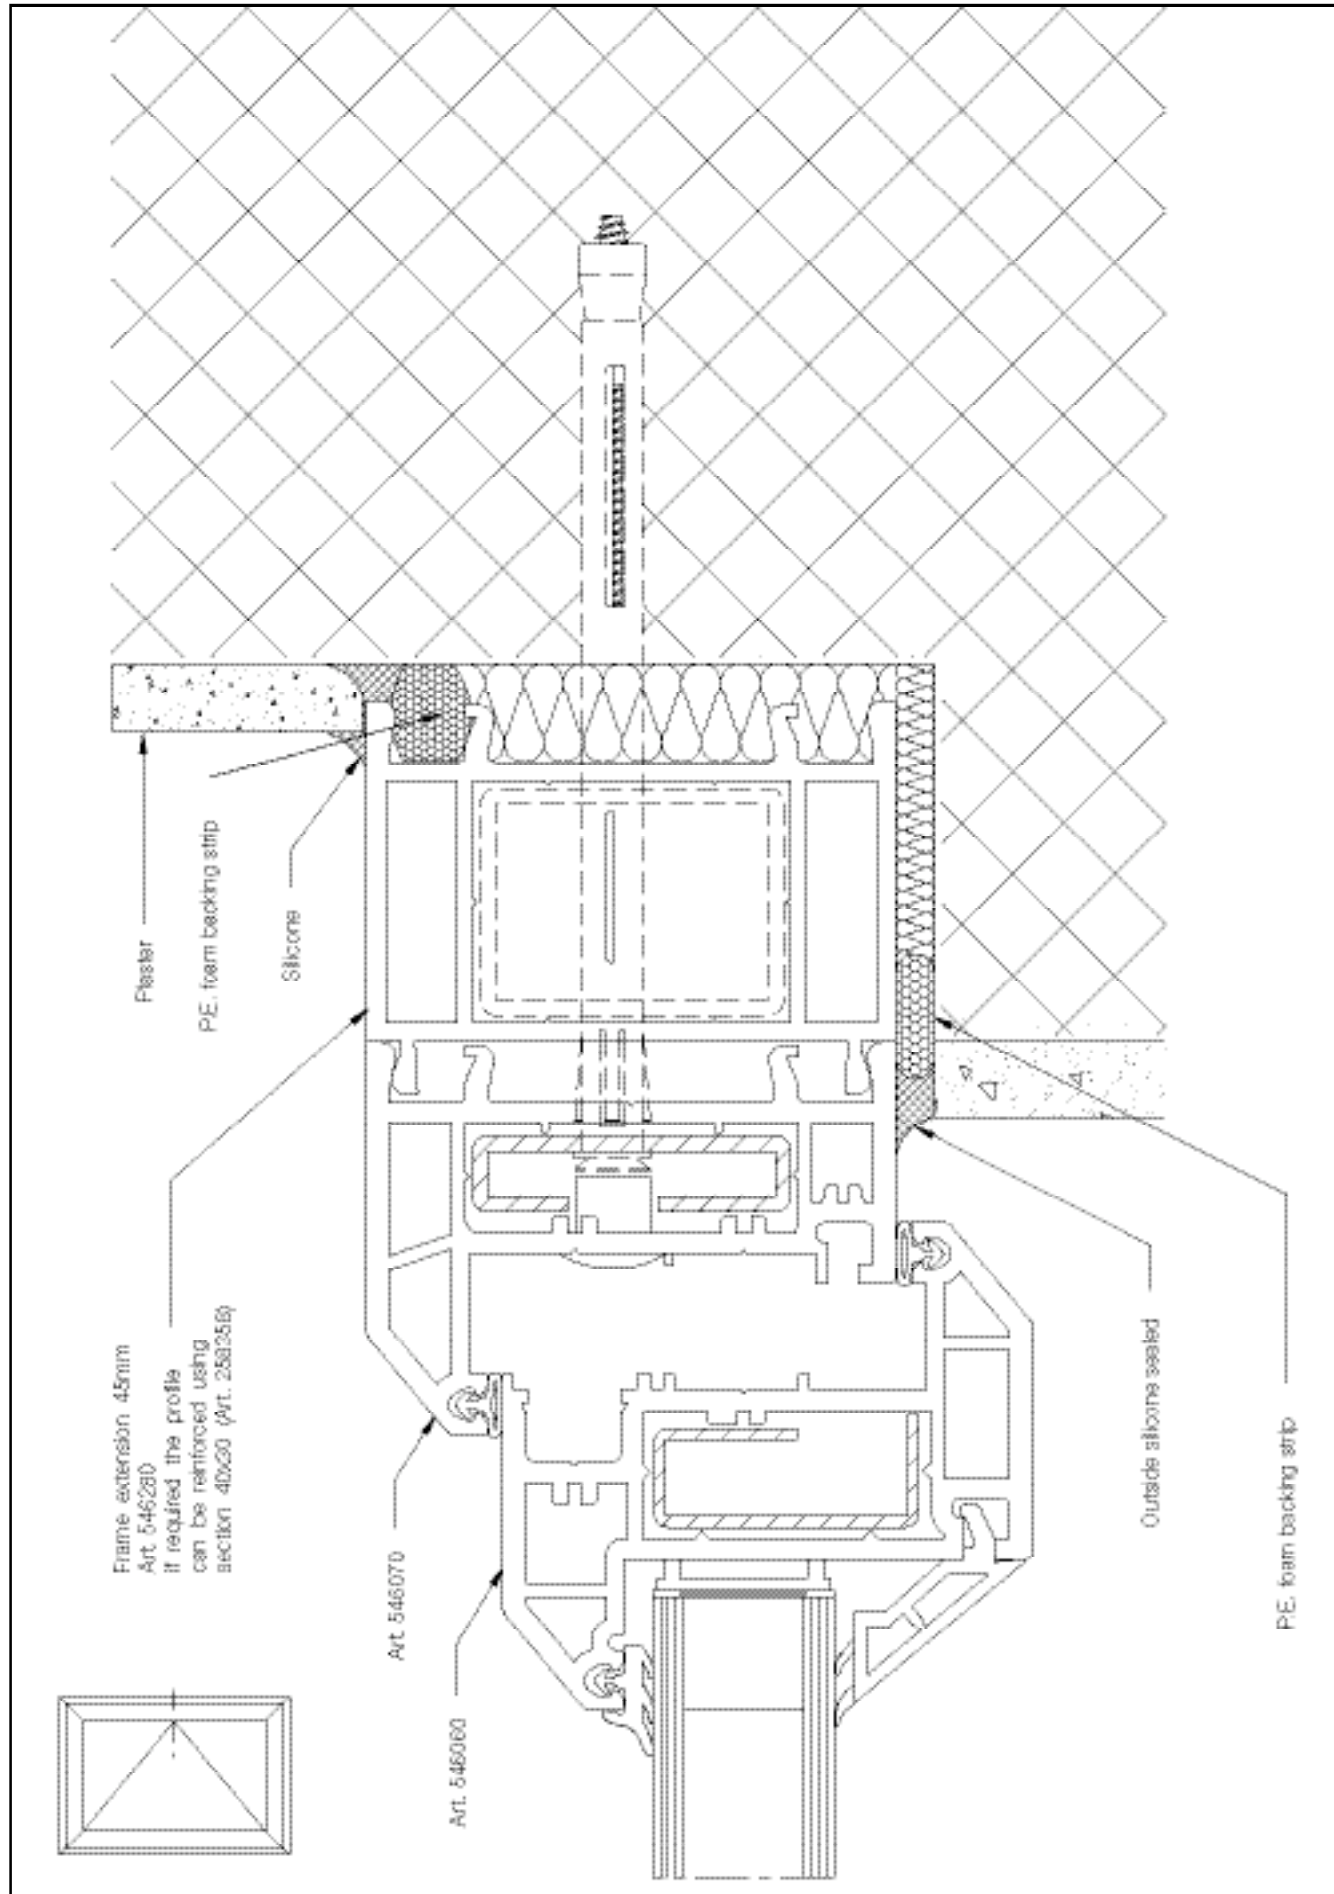 Plaster
P.E. foam backing strip
Silicone
Frame extension 45mm
Art. 546280
If required the profile
can be reinforced using
section 40x30 (Art. 258358)
Art. 546070
Art. 546060
Outside silicone sealed
P.E. foam backing strip